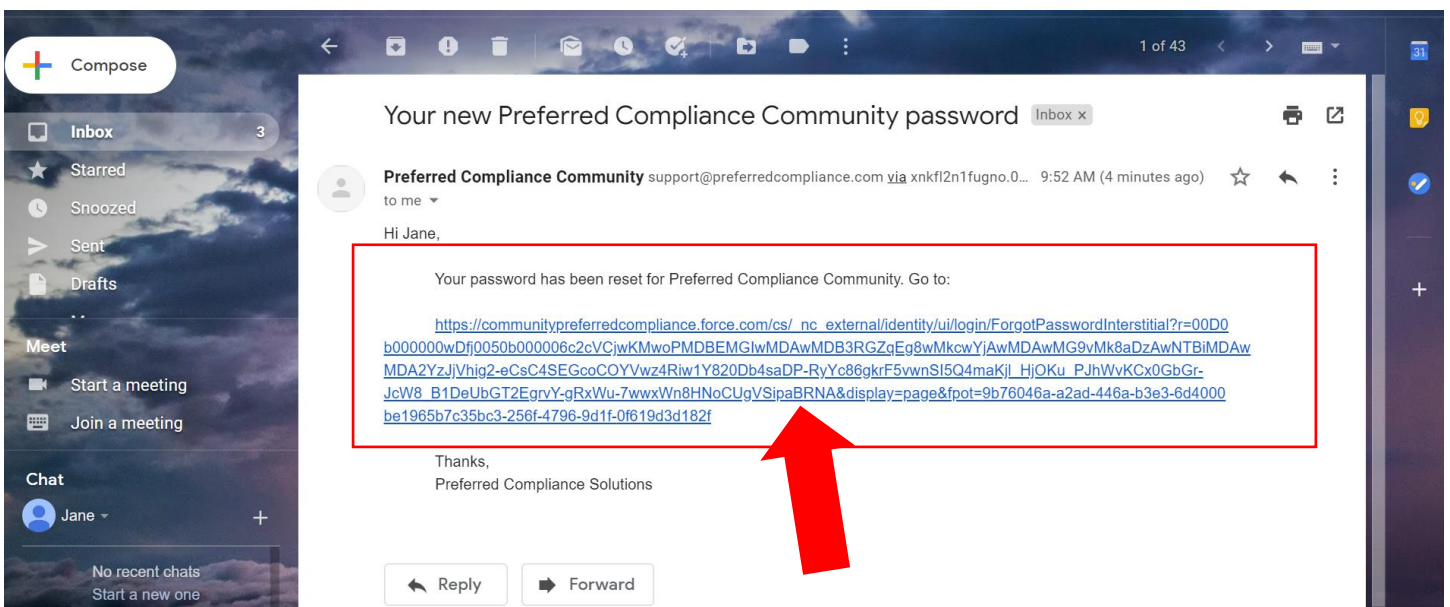 Compose
1 of 43
31
Your new Preferred Compliance Community password Inbox x
Inbox 3
Starred
Snoozed
Sent
Drafts
Meet
Start a meeting
Join a meeting
Chat
Jane
No recent chats
Start a new one
Preferred Compliance Community support@preferredcompliance.com via xnkfl2n1fugno.0... 9:52 AM (4 minutes ago)
to me
Hi Jane,
Your password has been reset for Preferred Compliance Community. Go to:
https://communitypreferredcompliance.force.com/cs/_nc_external/identity/ui/login/ForgotPasswordInterstitial?r=00D0
b000000wDfj0050b000006c2cVCjwKMwoPMDBEMGIwMDAwMDB3RGZqEg8wMkcwYjAwMDAwMG9vMk8aDzAwNTBiMDAw
MDA2YzJjVhig2-eCsC4SEGcoCOYVwz4Riw1Y820Db4saDP-RyYc86gkrF5vwnSI5Q4maKjl_HjOKu_PJhWvKCx0GbGr-
JcW8_B1DeUbGT2EgrvY-gRxWu-7wwxWn8HNoCUgVSipaBRNA&display=page&fpot=9b76046a-a2ad-446a-b3e3-6d4000
be1965b7c35bc3-256f-4796-9d1f-0f619d3d182f
Thanks,
Preferred Compliance Solutions
Reply
Forward